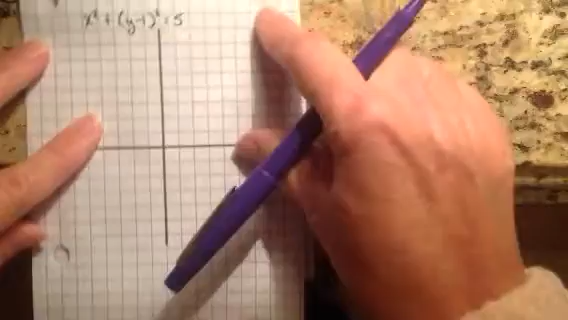 x² + (y-1)² = 5